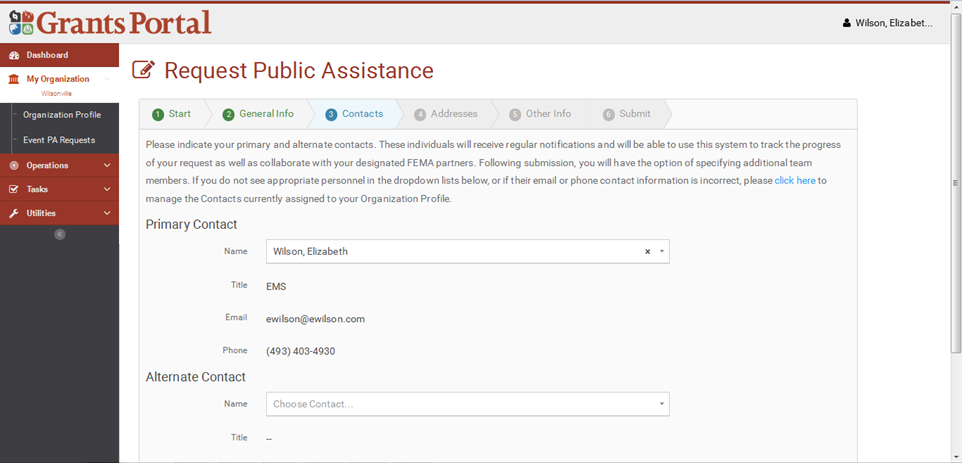 Grants Portal
Wilson, Elizabet...
Dashboard
My Organization
Wilsonville
Organization Profile
Event PA Requests
Operations
Tasks
Utilities
Request Public Assistance
1 Start
2 General Info
3 Contacts
4 Addresses
5 Other Info
6 Submit
Please indicate your primary and alternate contacts. These individuals will receive regular notifications and will be able to use this system to track the progress
of your request as well as collaborate with your designated FEMA partners. Following submission, you will have the option of specifying additional team
members. If you do not see appropriate personnel in the dropdown lists below, or if their email or phone contact information is incorrect, please click here to
manage the Contacts currently assigned to your Organization Profile.
Primary Contact
Name Wilson, Elizabeth ×
Title EMS
Email ewilson@ewilson.com
Phone (493) 403-4930
Alternate Contact
Name Choose Contact...
Title --